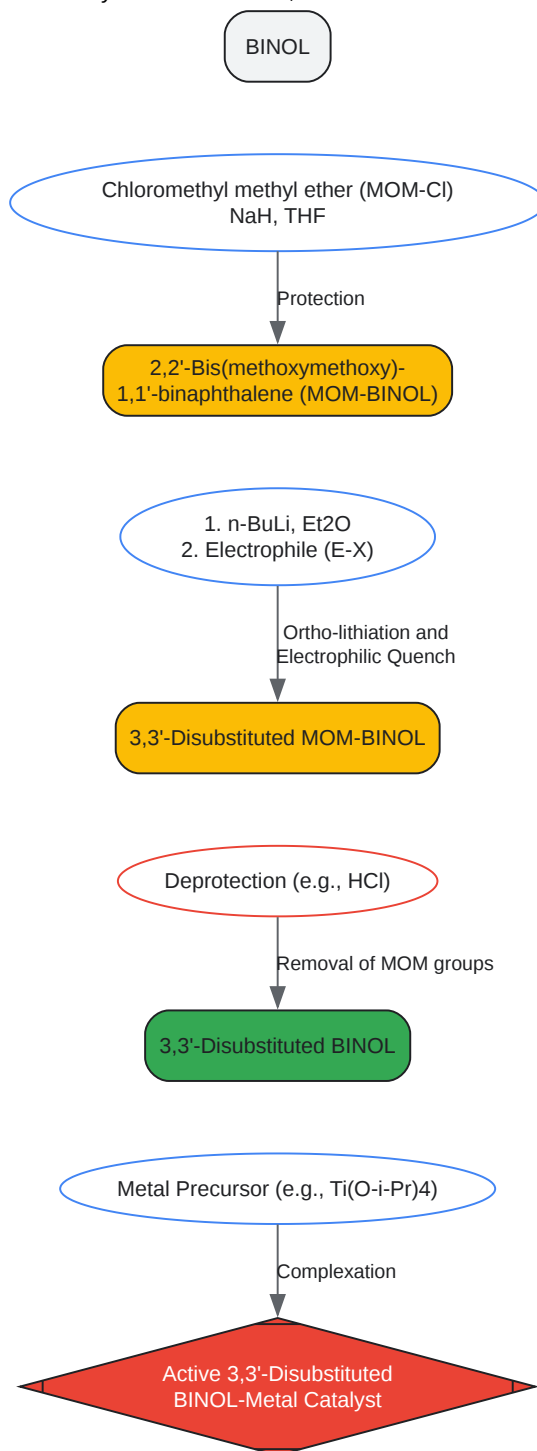 BINOL
Chloromethyl methyl ether (MOM-Cl)
NaH, THF
Protection
2,2'-Bis(methoxymethoxy)-
1,1'-binaphthalene (MOM-BINOL)
1. n-BuLi, Et2O
2. Electrophile (E-X)
Ortho-lithiation and
Electrophilic Quench
3,3'-Disubstituted MOM-BINOL
Deprotection (e.g., HCl)
Removal of MOM groups
3,3'-Disubstituted BINOL
Metal Precursor (e.g., Ti(O-i-Pr)4)
Complexation
Active 3,3'-Disubstituted
BINOL-Metal Catalyst